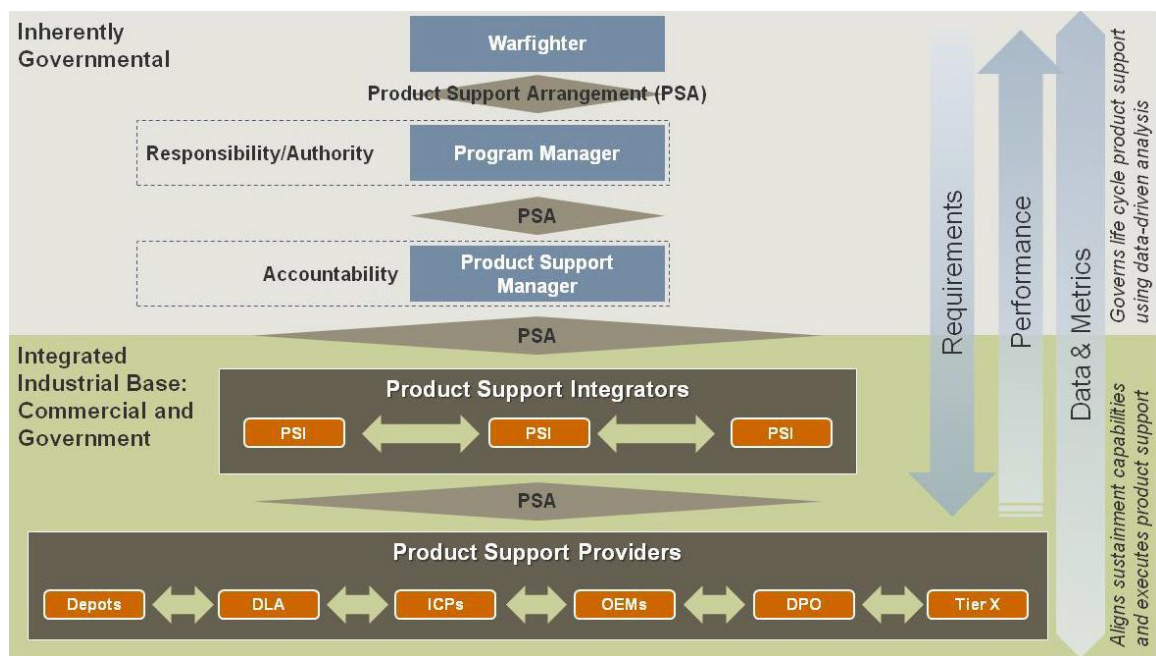 Inherently
Governmental
Warfighter
Product Support Arrangement (PSA)
Responsibility/Authority
Program Manager
PSA
Accountability
Product Support
Manager
PSA
Integrated
Industrial Base:
Commercial and
Government
Product Support Integrators
PSI
PSI
PSI
PSA
Product Support Providers
Depots
DLA
ICPs
OEMs
DPO
Tier X
Requirements
Performance
Data & Metrics
Governs life cycle product support
using data-driven analysis
Aligns sustainment capabilities
and executes product support